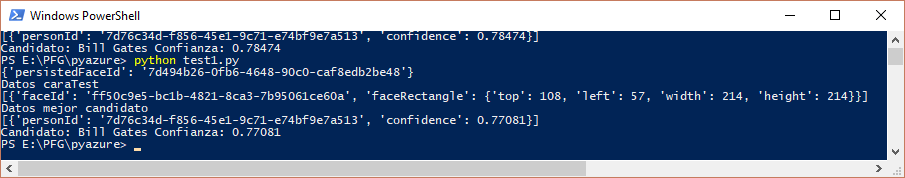 Windows PowerShell
[{'personId': '7d76c34d-f856-45e1-9c71-e74bf9e7a513', 'confidence': 0.78474}]
Candidato: Bill Gates Confianza: 0.78474
PS E:\PFG\pyazure> python test1.py
{'persistedFaceId': '7d494b26-0fb6-4648-90c0-caf8edb2be48'}
Datos caraTest
[{'faceId': 'ff50c9e5-bc1b-4821-8ca3-7b95061ce60a', 'faceRectangle': {'top': 108, 'left': 57, 'width': 214, 'height': 214}}]
Datos mejor candidato
[{'personId': '7d76c34d-f856-45e1-9c71-e74bf9e7a513', 'confidence': 0.77081}]
Candidato: Bill Gates Confianza: 0.77081
PS E:\PFG\pyazure>